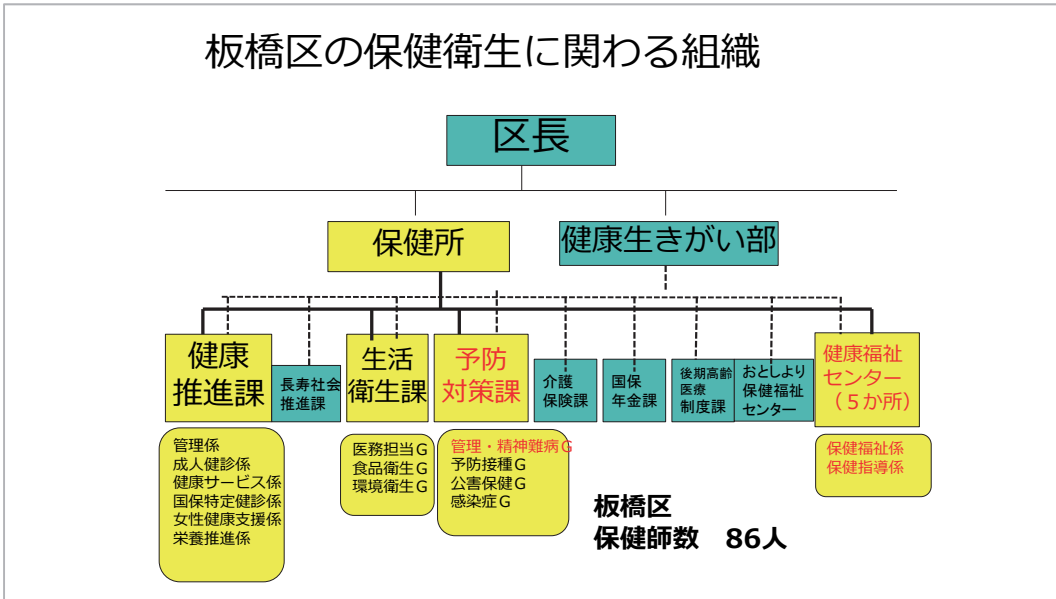 板橋区の保健衛生に関わる組織
区長
保健所
健康生きがい部
健康
推進課
長寿社会
推進課
生活
衛生課
予防
対策課
介護
保険課
国保
年金課
後期高齢
医療
制度課
おとしより
保健福祉
センター
健康福祉
センター
(５か所)
管理係
成人健診係
健康サービス係
国保特定健診係
女性健康支援係
栄養推進係
医務担当G
食品衛生G
環境衛生G
管理・精神難病G
予防接種G
公害保健G
感染症G
保健福祉係
保健指導係
板橋区
保健師数　86人